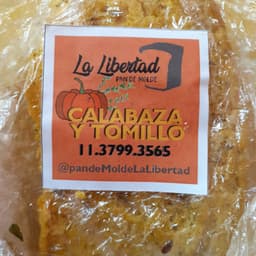 La Libertad
PAN DE MOLDE
CALABAZA
Y TOMILLO
11.3799.3565
@pandeMoldeLaLibertad